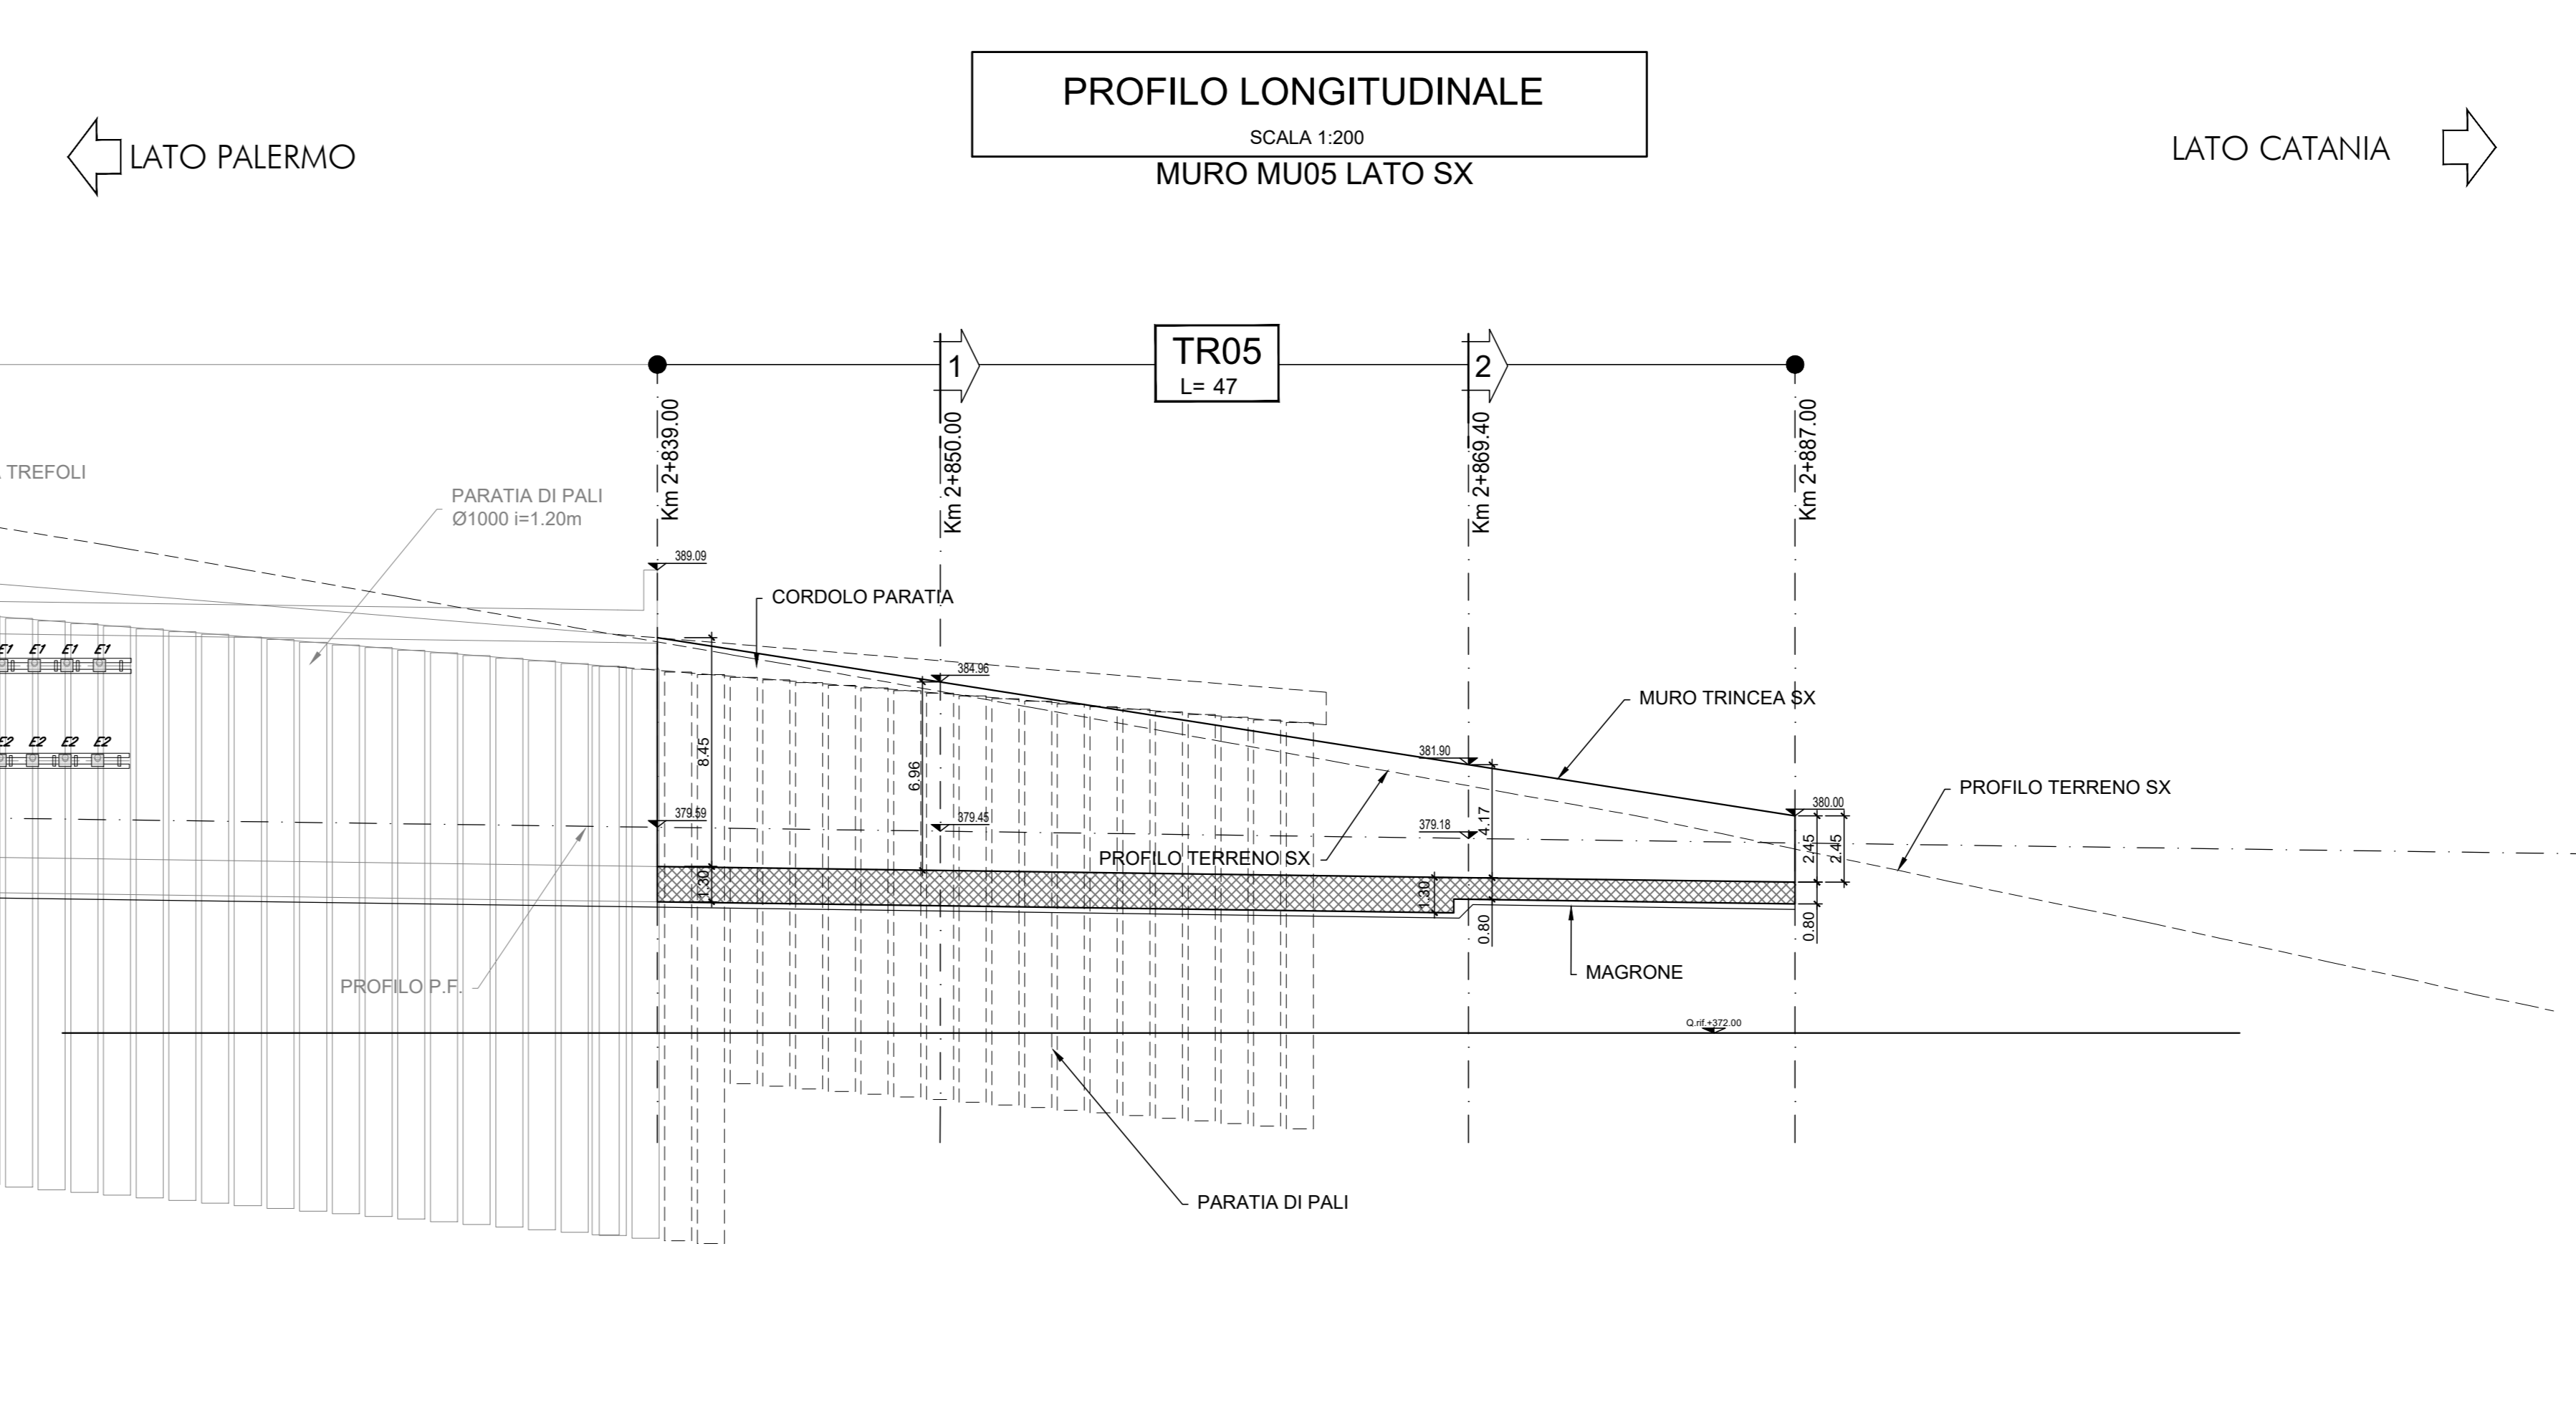 PROFILO LONGITUDINALE
SCALA 1:200
MURO MU05 LATO SX
LATO PALERMO
LATO CATANIA
TR05
L= 47
1
2
Km 2+839.00
Km 2+850.00
Km 2+869.40
Km 2+887.00
TREFOLI
PARATIA DI PALI
Ø1000 i=1.20m
389.09
CORDOLO PARATIA
384.96
E1 E1 E1 E1
MURO TRINCEA SX
E2 E2 E2 E2
8.45
6.96
381.90
PROFILO TERRENO SX
380.00
379.59
379.45
379.18
4.17
2.45
2.45
PROFILO TERRENO SX
1.30
1.30
0.80
0.80
MAGRONE
PROFILO P.F.
Q.rif.+372.00
PARATIA DI PALI